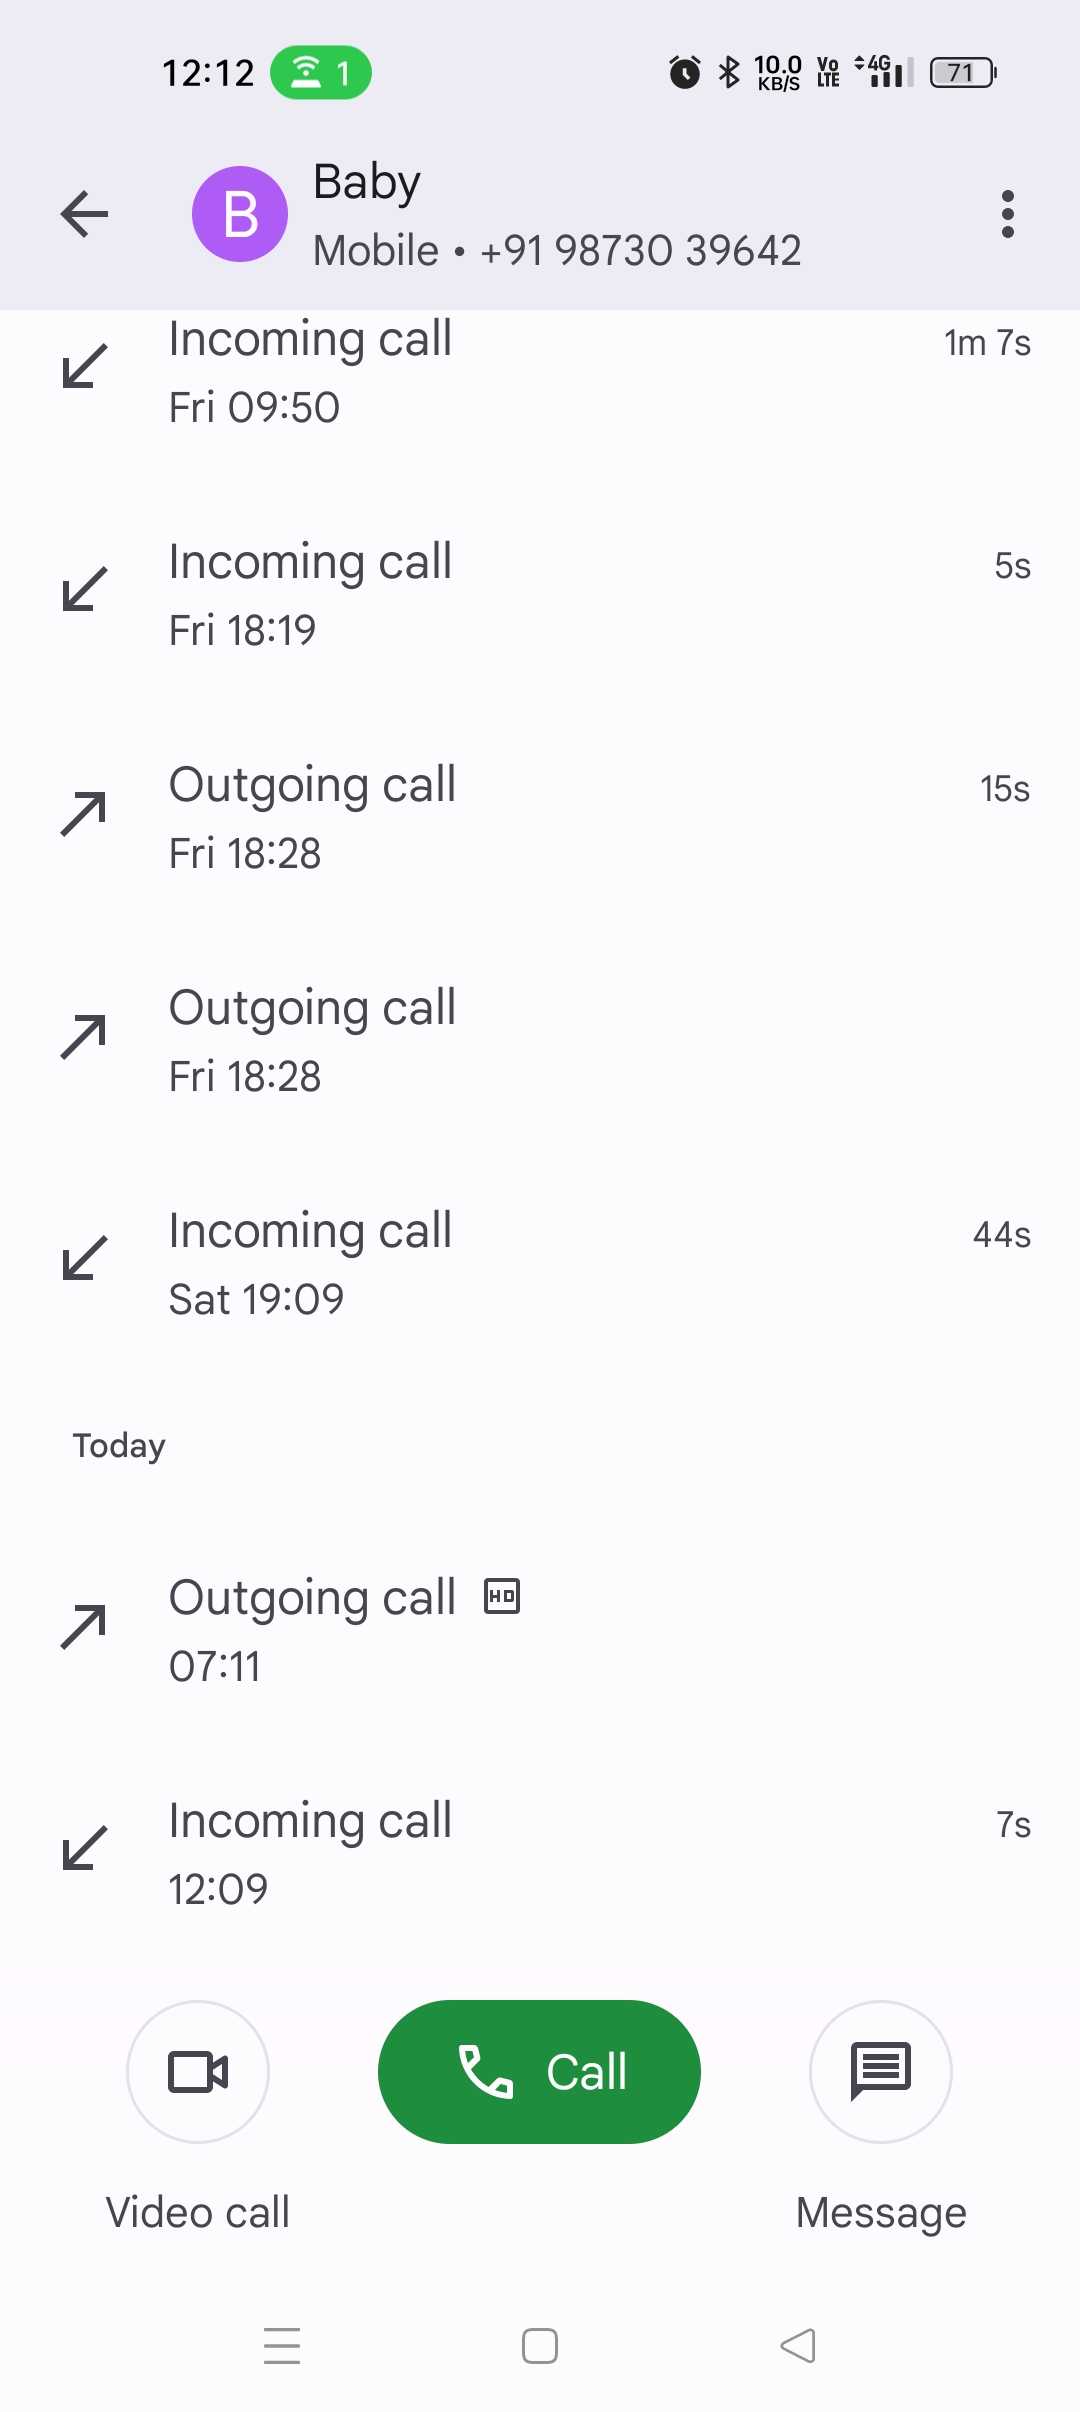 12:12 1 10.0 KB/S Vo LTE 4G 71
B
Baby
Mobile • +91 98730 39642
Incoming call 1m 7s
Fri 09:50
Incoming call 5s
Fri 18:19
Outgoing call 15s
Fri 18:28
Outgoing call
Fri 18:28
Incoming call 44s
Sat 19:09
Today
Outgoing call HD
07:11
Incoming call 7s
12:09
Call
Video call Message